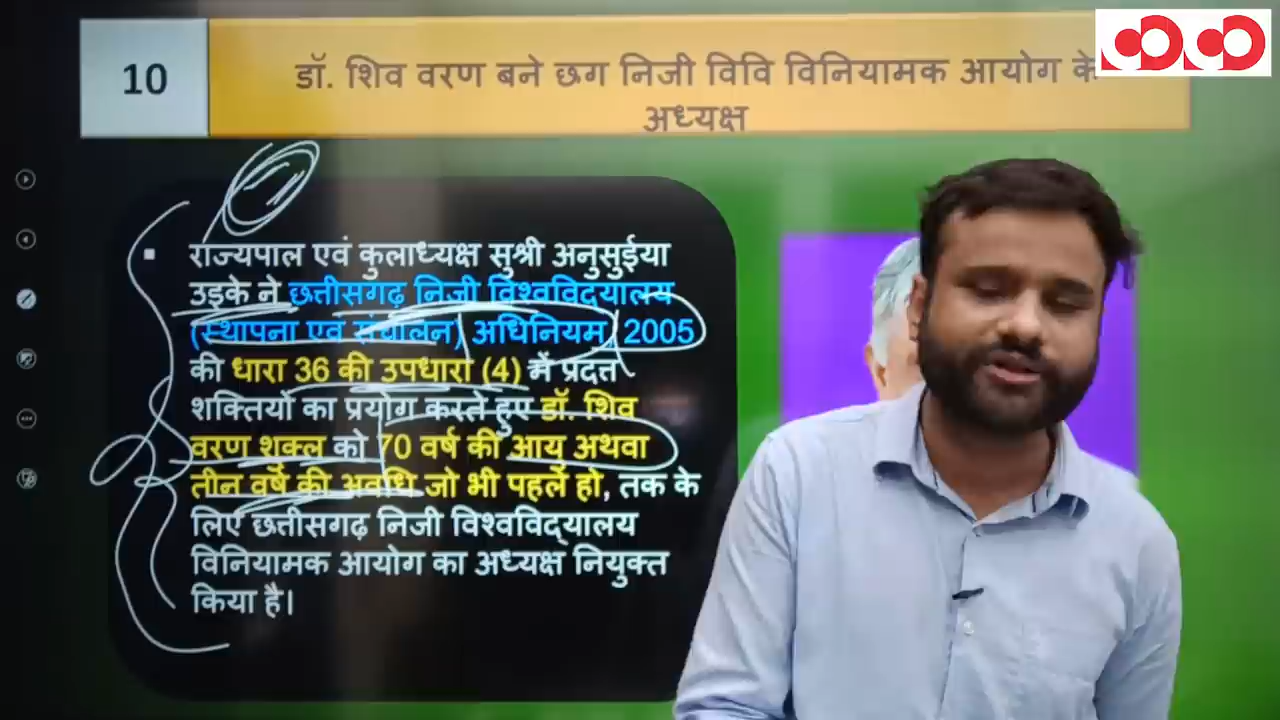 10
डॉ. शिव वरण बने छग निजी विवि विनियामक आयोग के
अध्यक्ष
राज्यपाल एवं कुलाध्यक्ष सुश्री अनुसुईया
उइके ने छत्तीसगढ़ निजी विश्वविद्यालय
(स्थापना एवं संचालन) अधिनियम, 2005
की धारा 36 की उपधारा (4) में प्रदत्त
शक्तियों का प्रयोग करते हुए डॉ. शिव
वरण शुक्ल को 70 वर्ष की आयु अथवा
तीन वर्ष की अवधि जो भी पहले हो, तक के
लिए छत्तीसगढ़ निजी विश्वविद्यालय
विनियामक आयोग का अध्यक्ष नियुक्त
किया है।